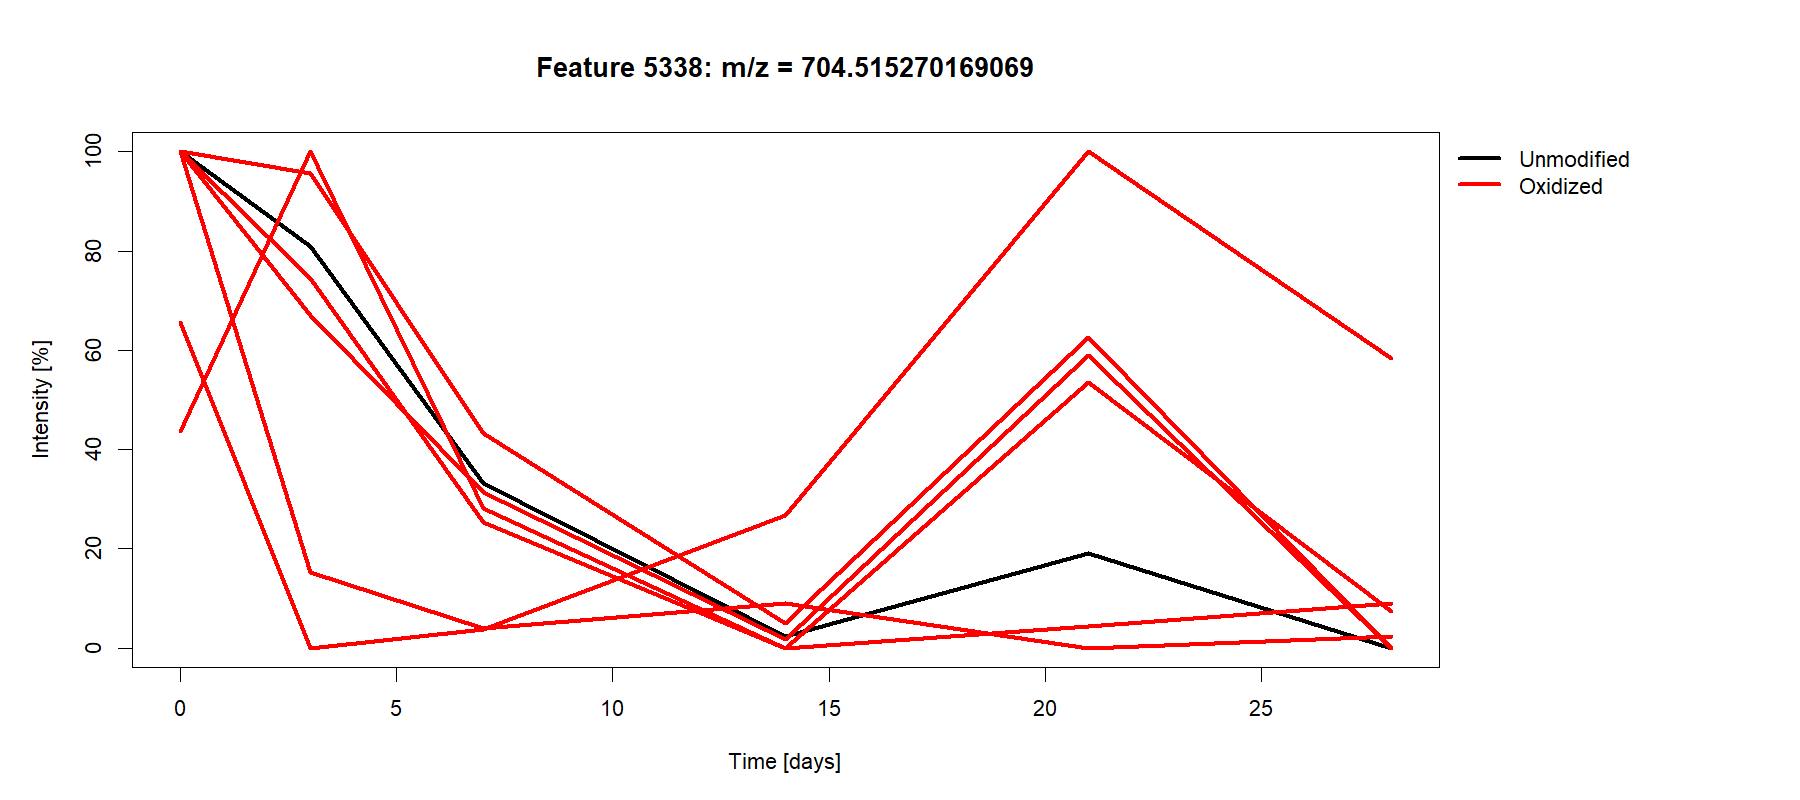 Feature 5338: m/z = 704.515270169069
Unmodified
Oxidized
100
80
60
40
20
0
Intensity [%]
0 5 10 15 20 25
Time [days]